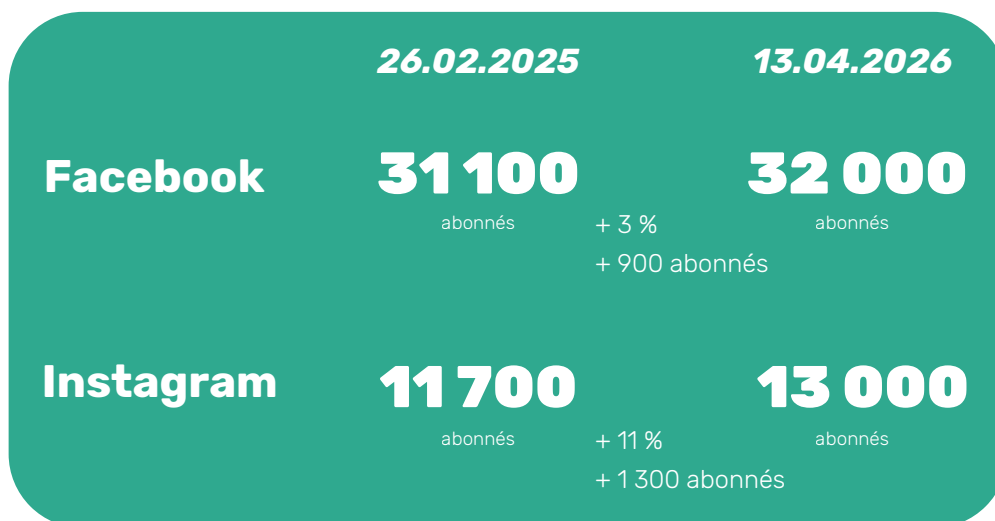 26.02.2025 13.04.2026
Facebook 31 100 32 000
abonnés abonnés
+ 3 %
+ 900 abonnés
Instagram 11 700 13 000
abonnés abonnés
+ 11 %
+ 1 300 abonnés